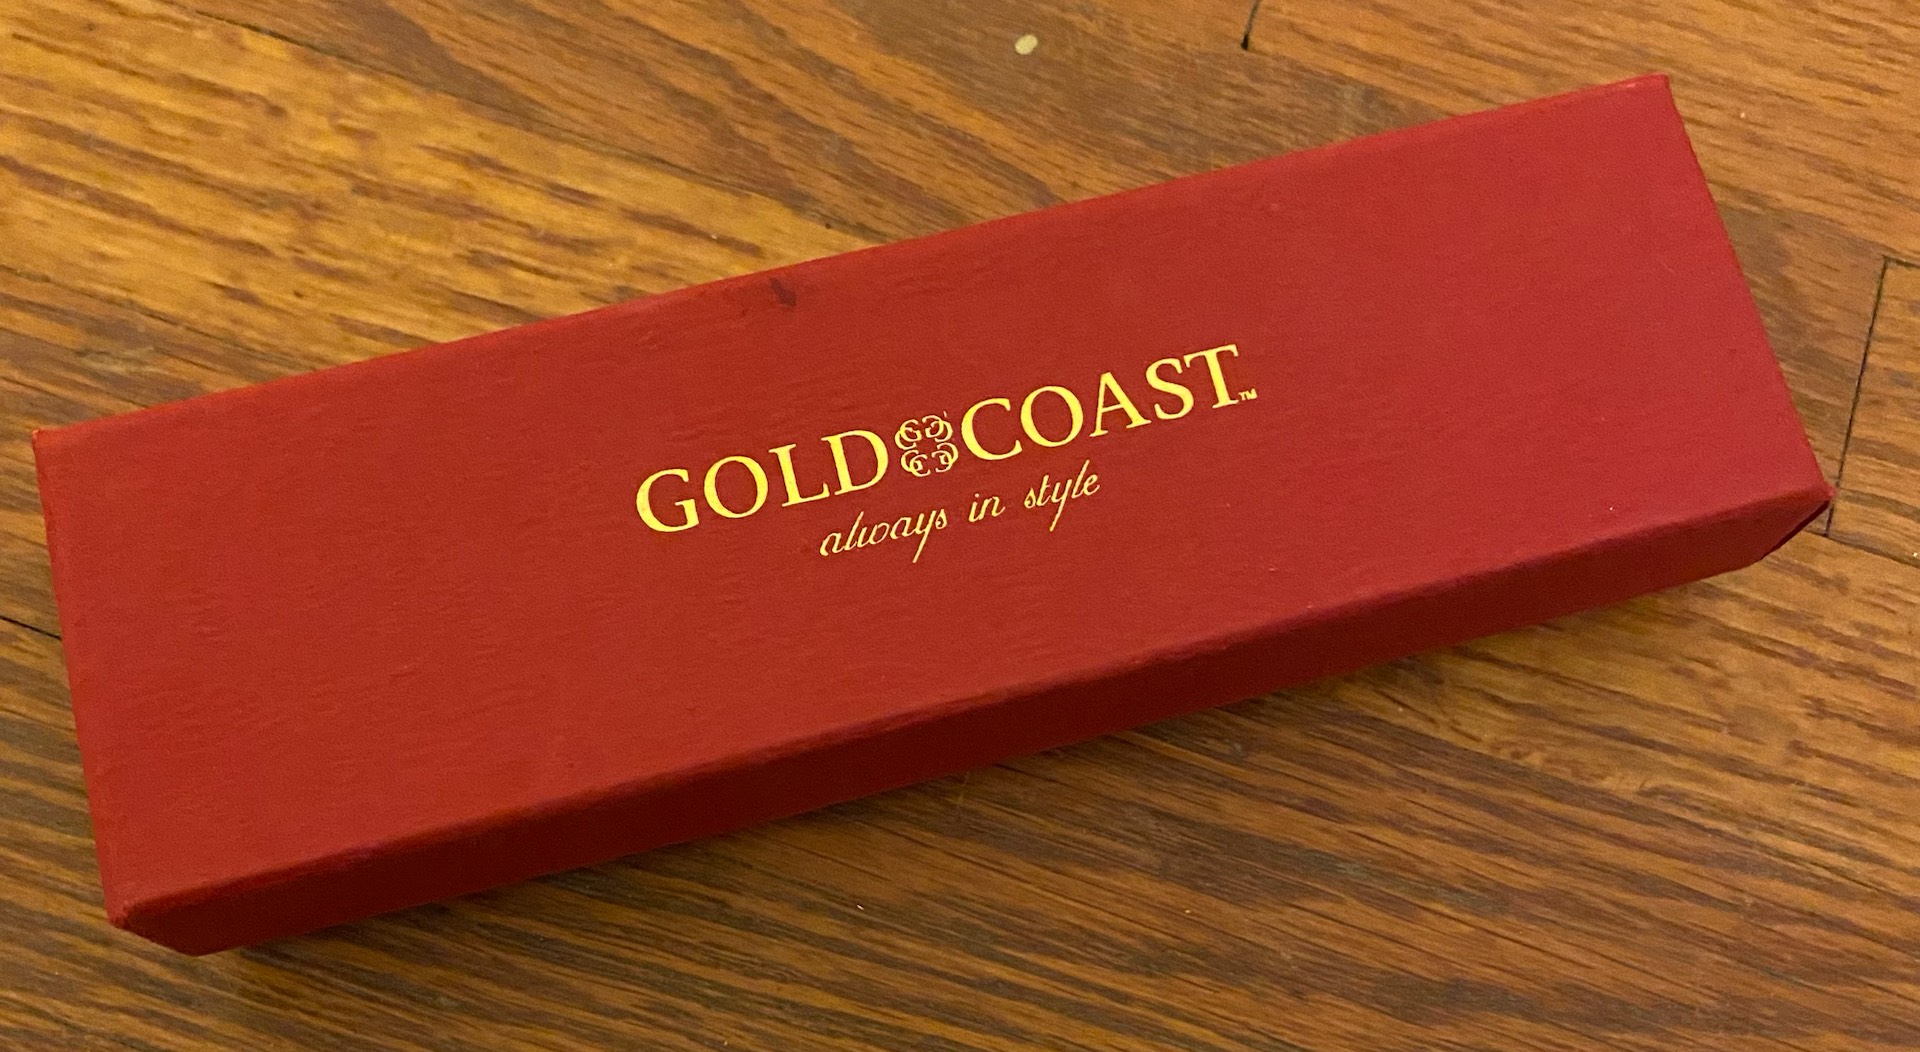 GOLD COAST™
always in style